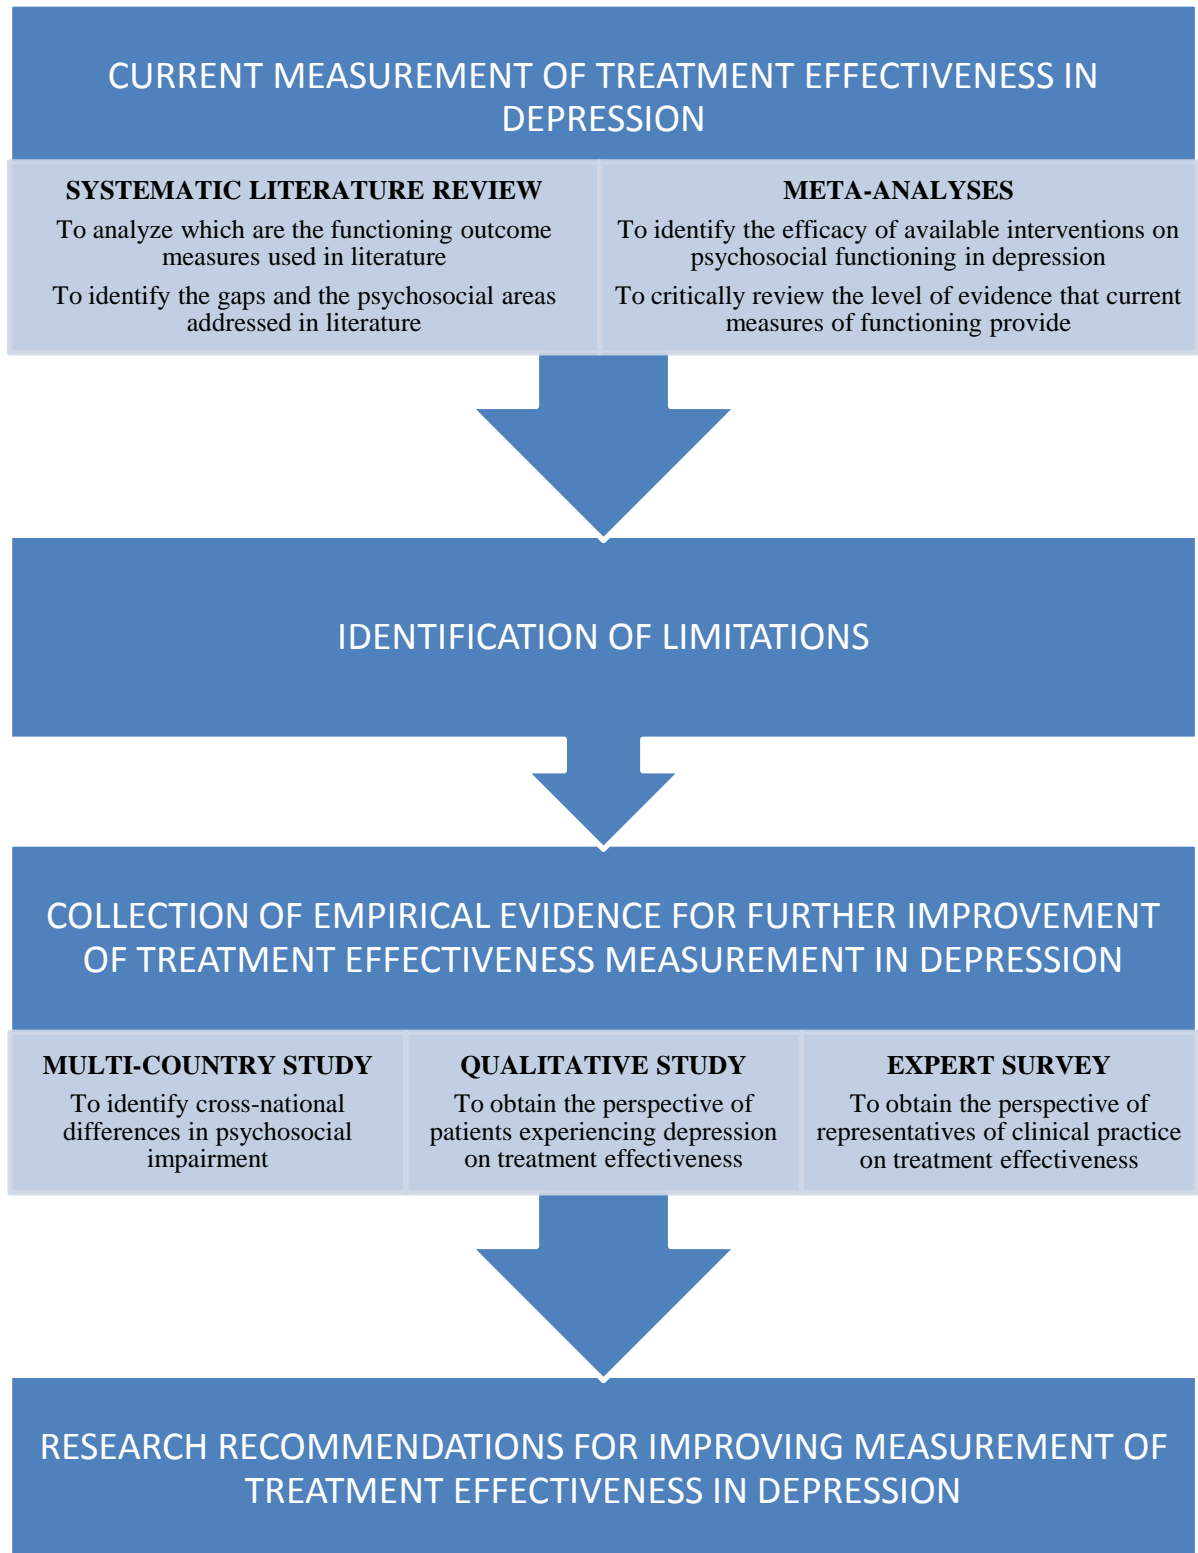 CURRENT MEASUREMENT OF TREATMENT EFFECTIVENESS IN
DEPRESSION
SYSTEMATIC LITERATURE REVIEW
To analyze which are the functioning outcome
measures used in literature
To identify the gaps and the psychosocial areas
addressed in literature
META-ANALYSES
To identify the efficacy of available interventions on
psychosocial functioning in depression
To critically review the level of evidence that current
measures of functioning provide
IDENTIFICATION OF LIMITATIONS
COLLECTION OF EMPIRICAL EVIDENCE FOR FURTHER IMPROVEMENT
OF TREATMENT EFFECTIVENESS MEASUREMENT IN DEPRESSION
MULTI-COUNTRY STUDY
To identify cross-national
differences in psychosocial
impairment
QUALITATIVE STUDY
To obtain the perspective of
patients experiencing depression
on treatment effectiveness
EXPERT SURVEY
To obtain the perspective of
representatives of clinical practice
on treatment effectiveness
RESEARCH RECOMMENDATIONS FOR IMPROVING MEASUREMENT OF
TREATMENT EFFECTIVENESS IN DEPRESSION